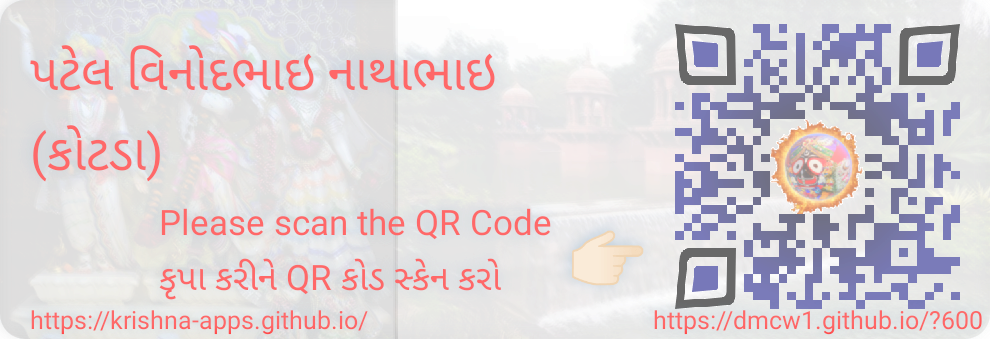 પટેલ વિનોદભાઇ નાથાભાઇ
(કોટડા)
Please scan the QR Code
કૃપા કરીને QR કોડ સ્કેન કરો
https://krishna-apps.github.io/
https://dmcw1.github.io/?600